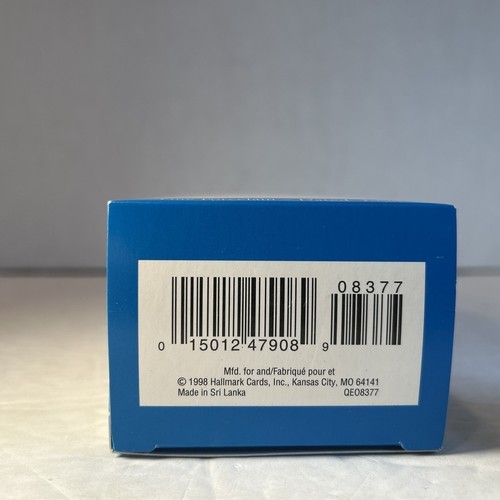 08377
0 15012 47908 9
Mfd. for and/Fabriqué pour et
© 1998 Hallmark Cards, Inc., Kansas City, MO 64141
Made in Sri Lanka QEO8377